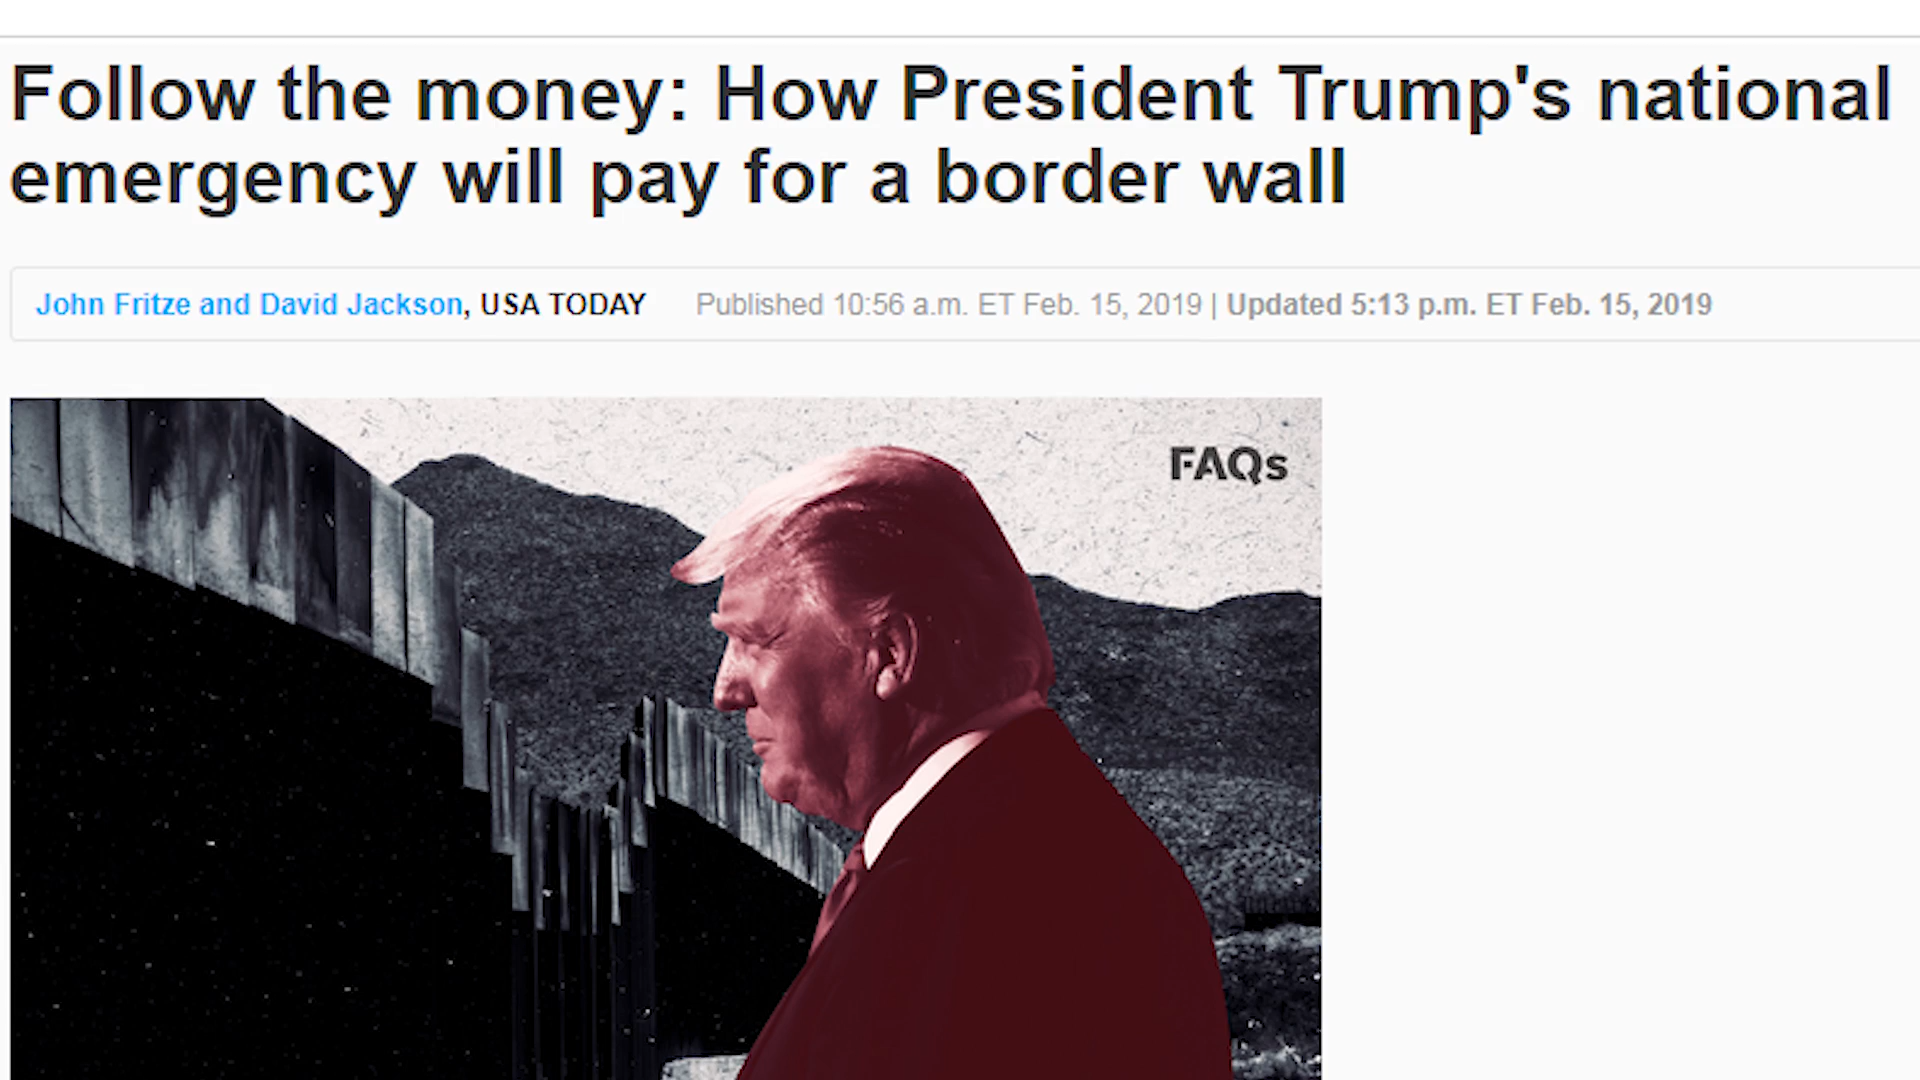 Follow the money: How President Trump's national
emergency will pay for a border wall
John Fritze and David Jackson, USA TODAY Published 10:56 a.m. ET Feb. 15, 2019 | Updated 5:13 p.m. ET Feb. 15, 2019
FAQs